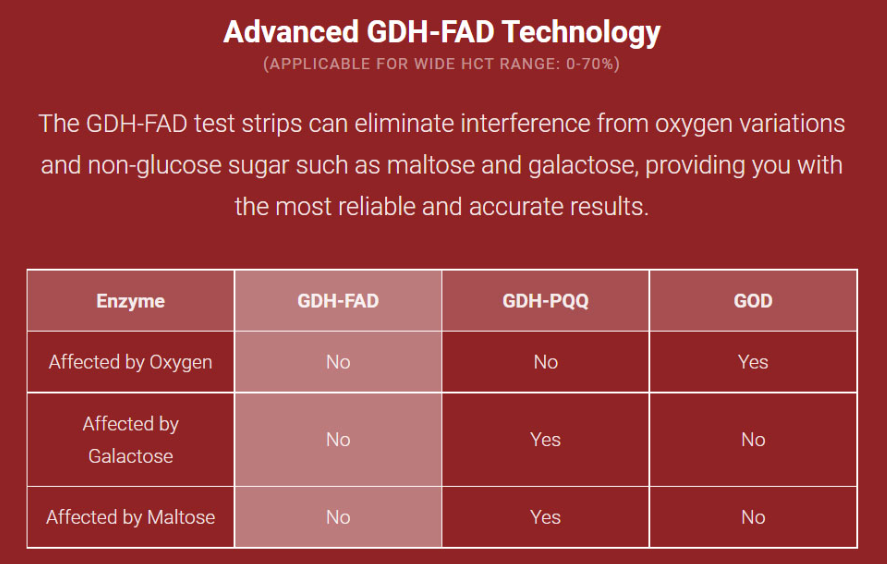 Advanced GDH-FAD Technology
(APPLICABLE FOR WIDE HCT RANGE: 0-70%)
The GDH-FAD test strips can eliminate interference from oxygen variations
and non-glucose sugar such as maltose and galactose, providing you with
the most reliable and accurate results.
Enzyme GDH-FAD GDH-PQQ GOD
Affected by Oxygen No No Yes
Affected by
Galactose No Yes No
Affected by Maltose No Yes No